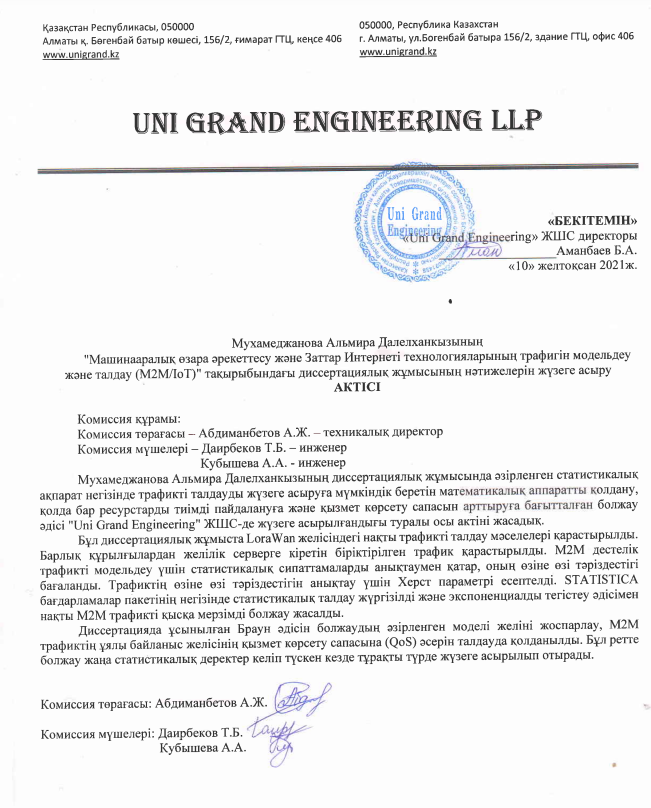 Қазақстан Республикасы, 050000
Алматы қ. Бөгенбай батыр көшесі, 156/2, ғимарат ГТЦ, кеңсе 406
www.unigrand.kz
050000, Республика Казахстан
г. Алматы, ул.Богенбай батыра 156/2, здание ГТЦ, офис 406
www.unigrand.kz
UNI GRAND ENGINEERING LLP
Uni Grand
Engineering
«БЕКІТЕМІН»
«Uni Grand Engineering» ЖШС директоры
Аманбаев Б.А.
«10» желтоқсан 2021ж.
Мухамеджанова Альмира Далелханкызының
"Машинааралық өзара әрекеттесу және Заттар Интернеті технологияларының трафигін модельдеу
және талдау (M2M/IoT)" тақырыбындағы диссертациялық жұмысының нәтижелерін жүзеге асыру
АКТІСІ
Комиссия құрамы:
Комиссия төрағасы – Абдиманбетов А.Ж. – техникалық директор
Комиссия мүшелері – Даирбеков Т.Б. – инженер
Кубышева А.А. - инженер
Мухамеджанова Альмира Далелханкызының диссертациялық жұмысында әзірленген статистикалық
ақпарат негізінде трафикті талдауды жүзеге асыруға мүмкіндік беретін математикалық аппаратты қолдану,
қолда бар ресурстарды тиімді пайдалануға және қызмет көрсету сапасын арттыруға бағытталған болжау
әдісі "Uni Grand Engineering" ЖШС-де жүзеге асырылғандығы туралы осы актіні жасадық.
Бұл диссертациялық жұмыста LoraWan желісіндегі нақты трафикті талдау мәселелері қарастырылды.
Барлық құрылғылардан желілік серверге кіретін біріктірілген трафик қарастырылды. M2M дестелік
трафикті модельдеу үшін статистикалық сипаттамаларды анықтаумен қатар, оның өзіне өзі тәріздестігі
бағаланды. Трафиктің өзіне өзі тәріздестігін анықтау үшін Херст параметрі есептелді. STATISTICA
бағдарламалар пакетінің негізінде статистикалық талдау жүргізілді және экспоненциалды тегістеу әдісімен
нақты M2M трафикті қысқа мерзімді болжау жасалды.
Диссертацияда ұсынылған Браун әдісін болжаудың әзірленген моделі желіні жоспарлау, M2M
трафиктің ұялы байланыс желісінің қызмет көрсету сапасына (QoS) әсерін талдауда қолданылды. Бұл ретте
болжау жаңа статистикалық деректер келіп түскен кезде тұрақты түрде жүзеге асырылып отырады.
Комиссия төрағасы: Абдиманбетов А.Ж.
Комиссия мүшелері: Даирбеков Т.Б.
Кубышева А.А.